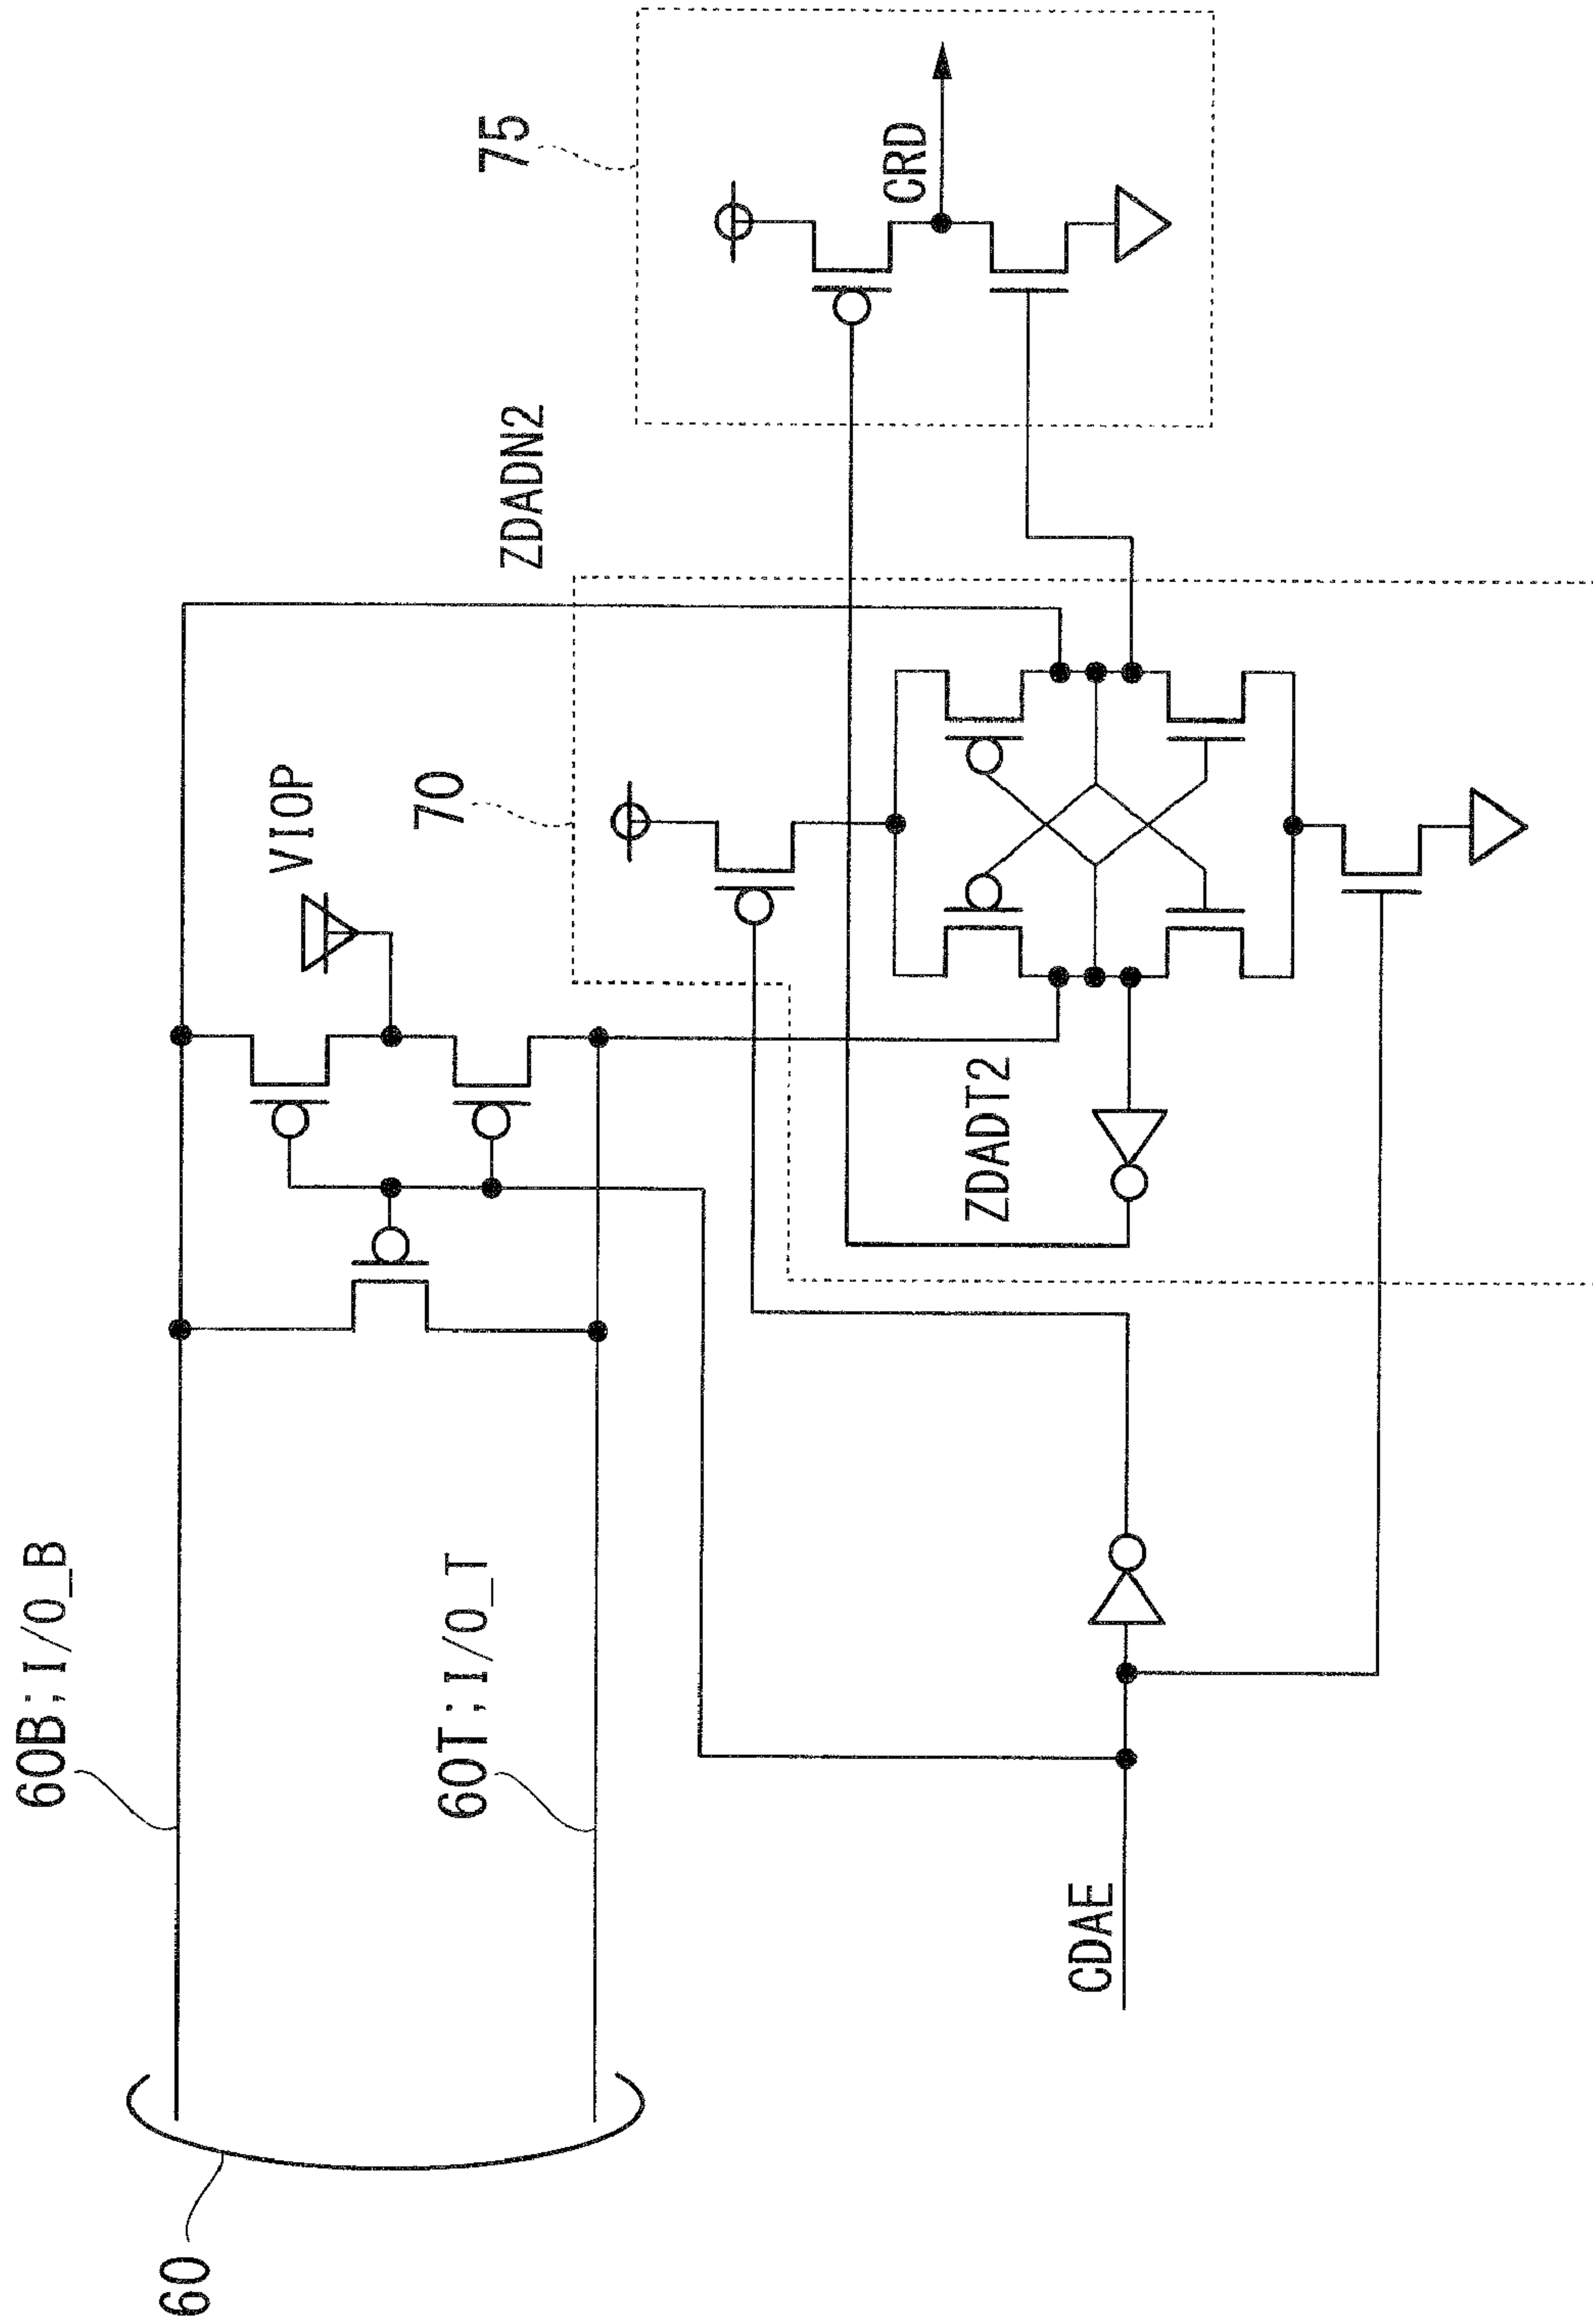 60
60B;I/O_B
60T;I/O_T
VIOP
70
ZDADN2
75
CRD
ZDADT2
CDAE